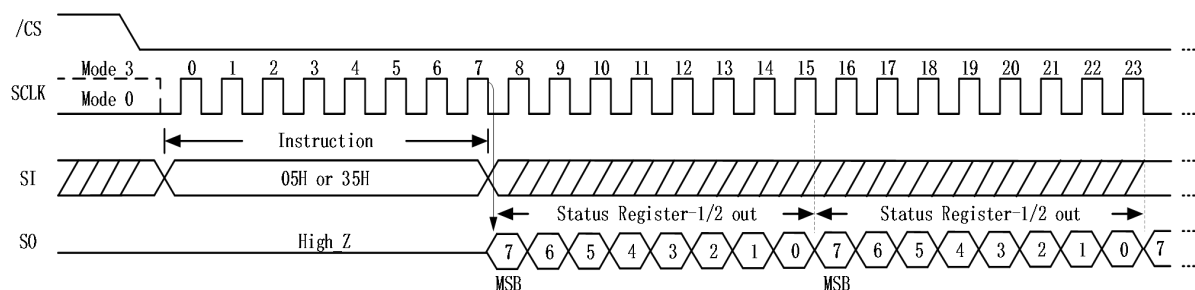 /CS
Mode 3
0 1 2 3 4 5 6 7 8 9 10 11 12 13 14 15 16 17 18 19 20 21 22 23
SCLK
Mode 0
Instruction
SI
05H or 35H
Status Register-1/2 out
Status Register-1/2 out
SO
High_Z
7 6 5 4 3 2 1 0 7 6 5 4 3 2 1 0 7
MSB
MSB